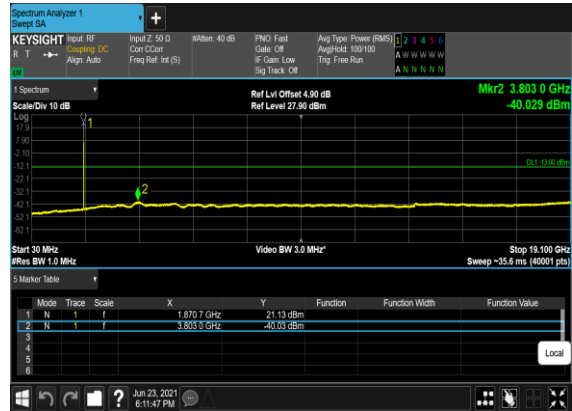 Spectrum Analyzer 1
Swept SA
+
KEYSIGHT Input: RF Input Z: 50 Ω #Atten: 40 dB PNO: Fast Avg Type: Power (RMS) 1 2 3 4 5 6
R T Coupling: DC Corr CCorr Gate: Off Avg|Hold: 100/100 A W W W W W
Align: Auto Freq Ref: Int (S) IF Gain: Low Trig: Free Run
LW Sig Track: Off A N N N N N
1 Spectrum Ref Lvl Offset 4.90 dB Mkr2 3.803 0 GHz
Scale/Div 10 dB Ref Level 27.90 dBm -40.029 dBm
Log
17.9 1
7.90
-2.10
-12.1 DL1 -13.00 dBm
-22.1
-32.1 2
-42.1
-52.1
-62.1
Start 30 MHz Video BW 3.0 MHz* Stop 19.100 GHz
#Res BW 1.0 MHz Sweep ~35.6 ms (40001 pts)
5 Marker Table
Mode Trace Scale X Y Function Function Width Function Value
1 N 1 f 1.870 7 GHz 21.13 dBm
2 N 1 f 3.803 0 GHz -40.03 dBm
3
4
5
6
Local
? Jun 23, 2021
6:11:47 PM